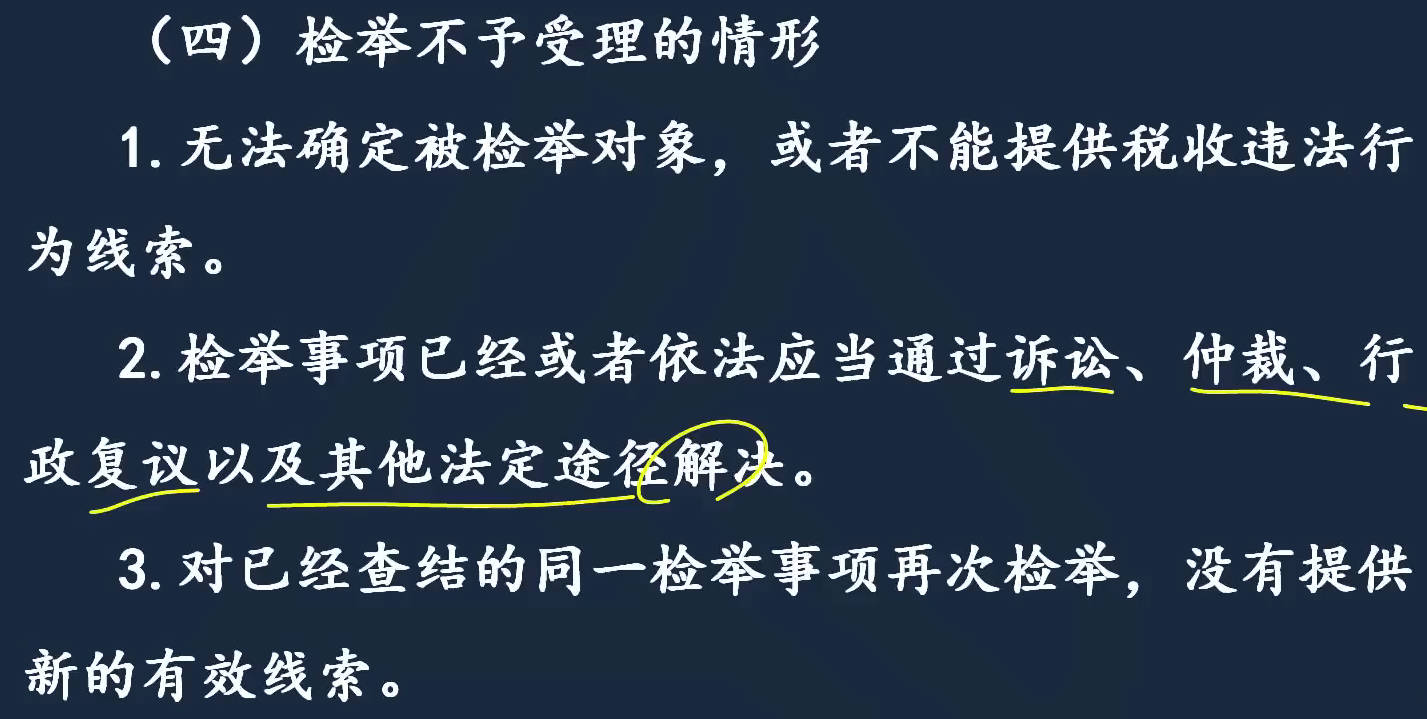 （四）检举不予受理的情形
1.无法确定被检举对象，或者不能提供税收违法行
为线索。
2.检举事项已经或者依法应当通过诉讼、仲裁、行
政复议以及其他法定途径解决。
3.对已经查结的同一检举事项再次检举，没有提供
新的有效线索。